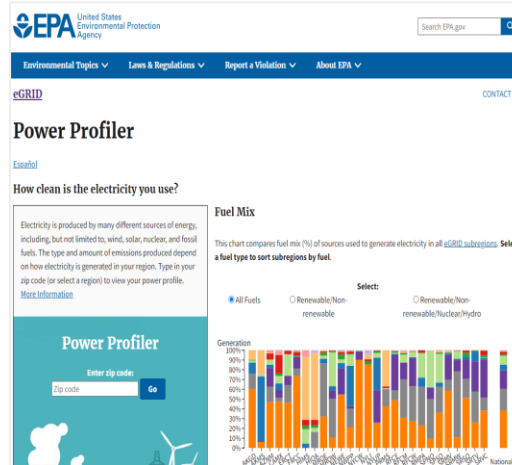 EPA United States
Environmental Protection
Agency
Search EPA.gov
Environmental Topics Laws & Regulations Report a Violation About EPA
eGRID
CONTACT
Power Profiler
Español
How clean is the electricity you use?
Electricity is produced by many different sources of energy,
including, but not limited to, wind, solar, nuclear, and fossil
fuels. The type and amount of emissions produced depend
on how electricity is generated in your region. Type in your
zip code (or select a region) to view your power profile.
More Information
Power Profiler
Enter zip code:
Zip code Go
Fuel Mix
This chart compares fuel mix (%) of sources used to generate electricity in all eGRID subregions. Sele
a fuel type to sort subregions by fuel.
Select:
All Fuels Renewable/Non-
renewable Renewable/Non-
renewable/Nuclear/Hydro
Generation
100%
90%
80%
70%
60%
50%
40%
30%
20%
10%
0%
National